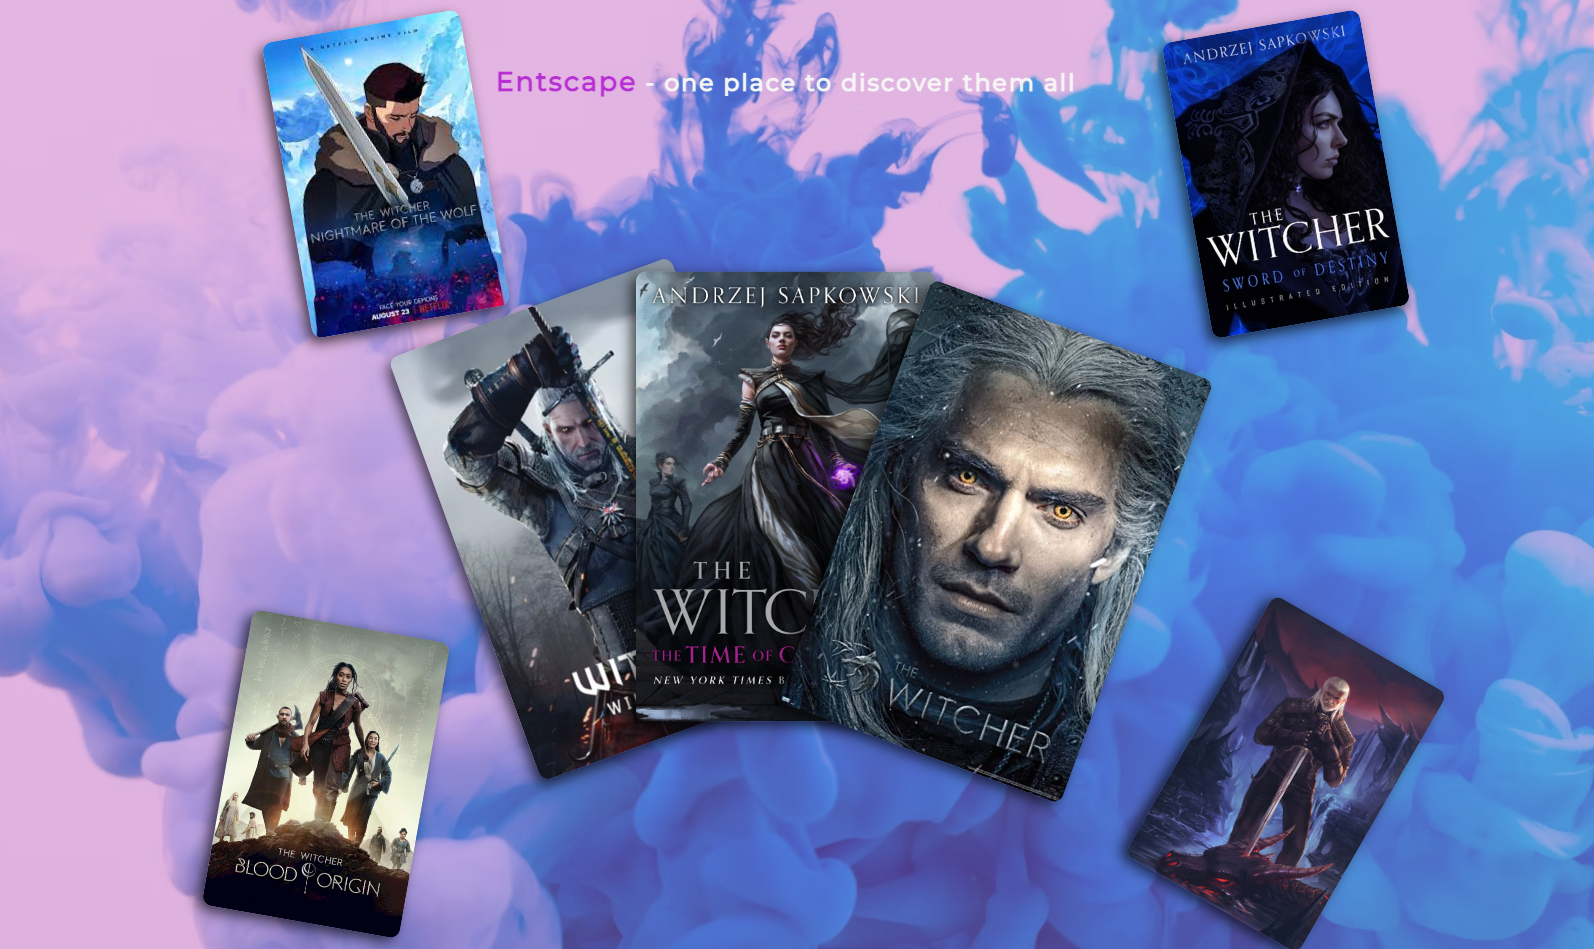 Entscape - one place to discover them all
A NETFLIX ANIME FILM
THE WITCHER
NIGHTMARE OF THE WOLF
FACE YOUR DEMONS
AUGUST 23 | NETFLIX
ANDRZEJ SAPKOWSKI
THE
WITCHER
SWORD OF DESTINY
ILLUSTRATED EDITION
WIT
WI
ANDRZEJ SAPKOWSKI
THE
WITC
THE TIME OF C
NEW YORK TIMES B
THE
WITCHER
THE WITCHER
BLOOD ORIGIN